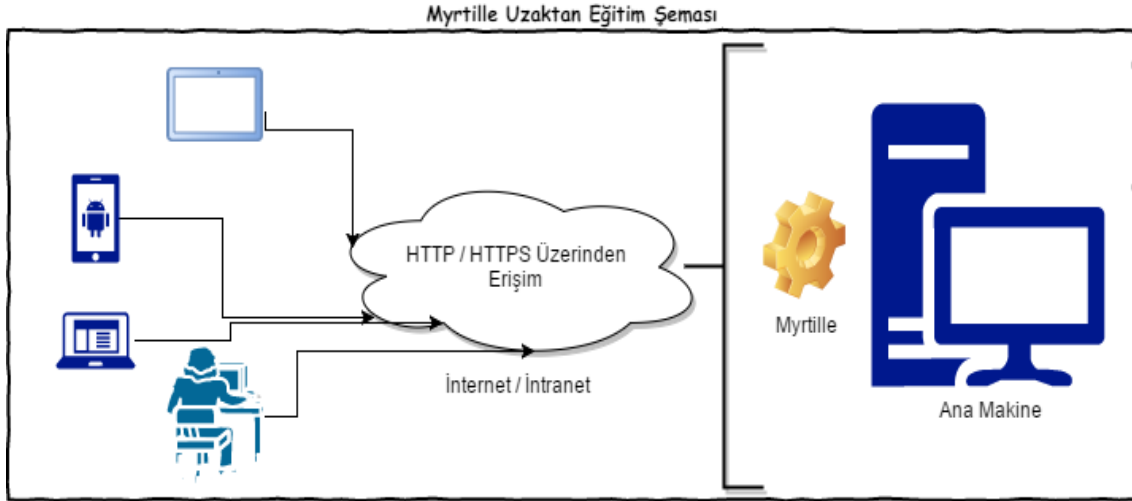 Myrtille Uzaktan Eğitim Şeması
HTTP / HTTPS Üzerinden
Erişim
İnternet / İntranet
Myrtille
Ana Makine